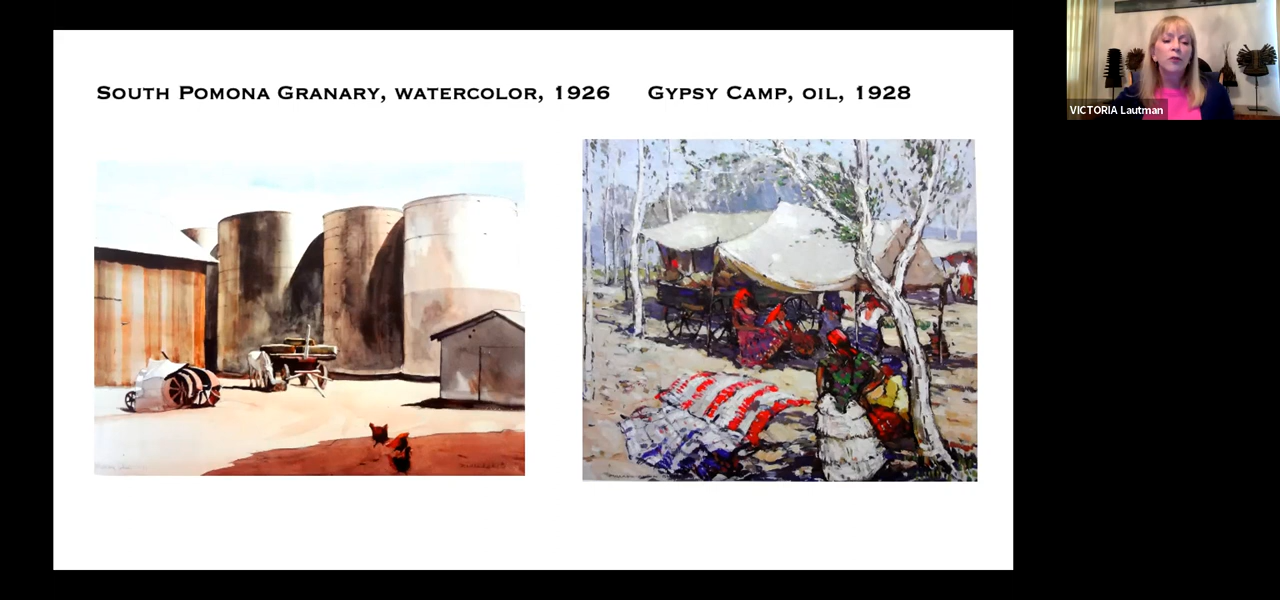 South Pomona Granary, watercolor, 1926 Gypsy Camp, oil, 1928
VICTORIA Lautman